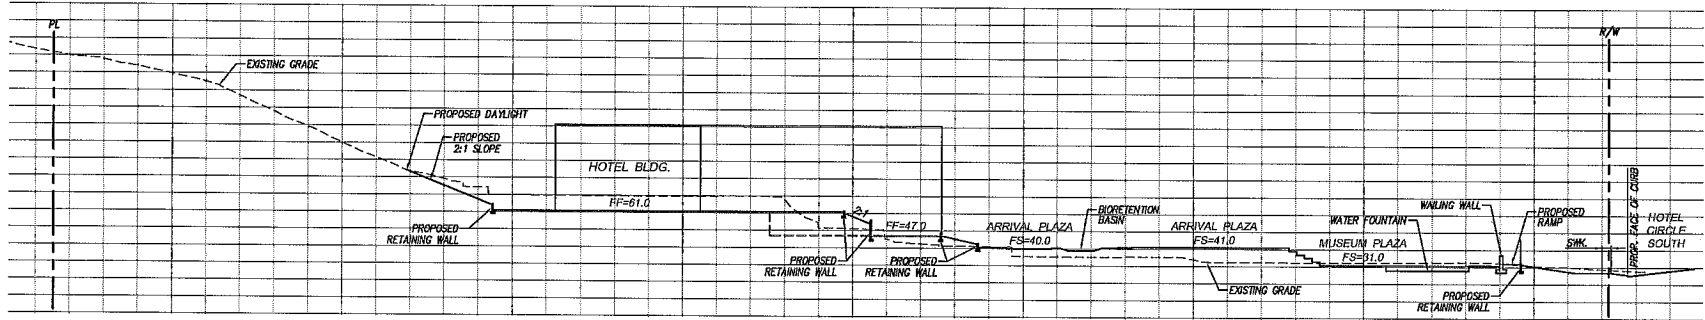 PL
EXISTING GRADE
PROPOSED DAYLIGHT
PROPOSED
2:1 SLOPE
PROPOSED
RETAINING WALL
HOTEL BLDG.
FF=61.0
2:1
FF=47.0
PROPOSED
RETAINING WALL
PROPOSED
RETAINING WALL
ARRIVAL PLAZA
FS=40.0
BIORETENTION
BASIN
ARRIVAL PLAZA
FS=41.0
EXISTING GRADE
MUSEUM PLAZA
FS=31.0
WATER FOUNTAIN
WAILING WALL
PROPOSED
RAMP
PROPOSED
RETAINING WALL
SWK.
R/W
PROP. FACE OF CURB
HOTEL
CIRCLE
SOUTH